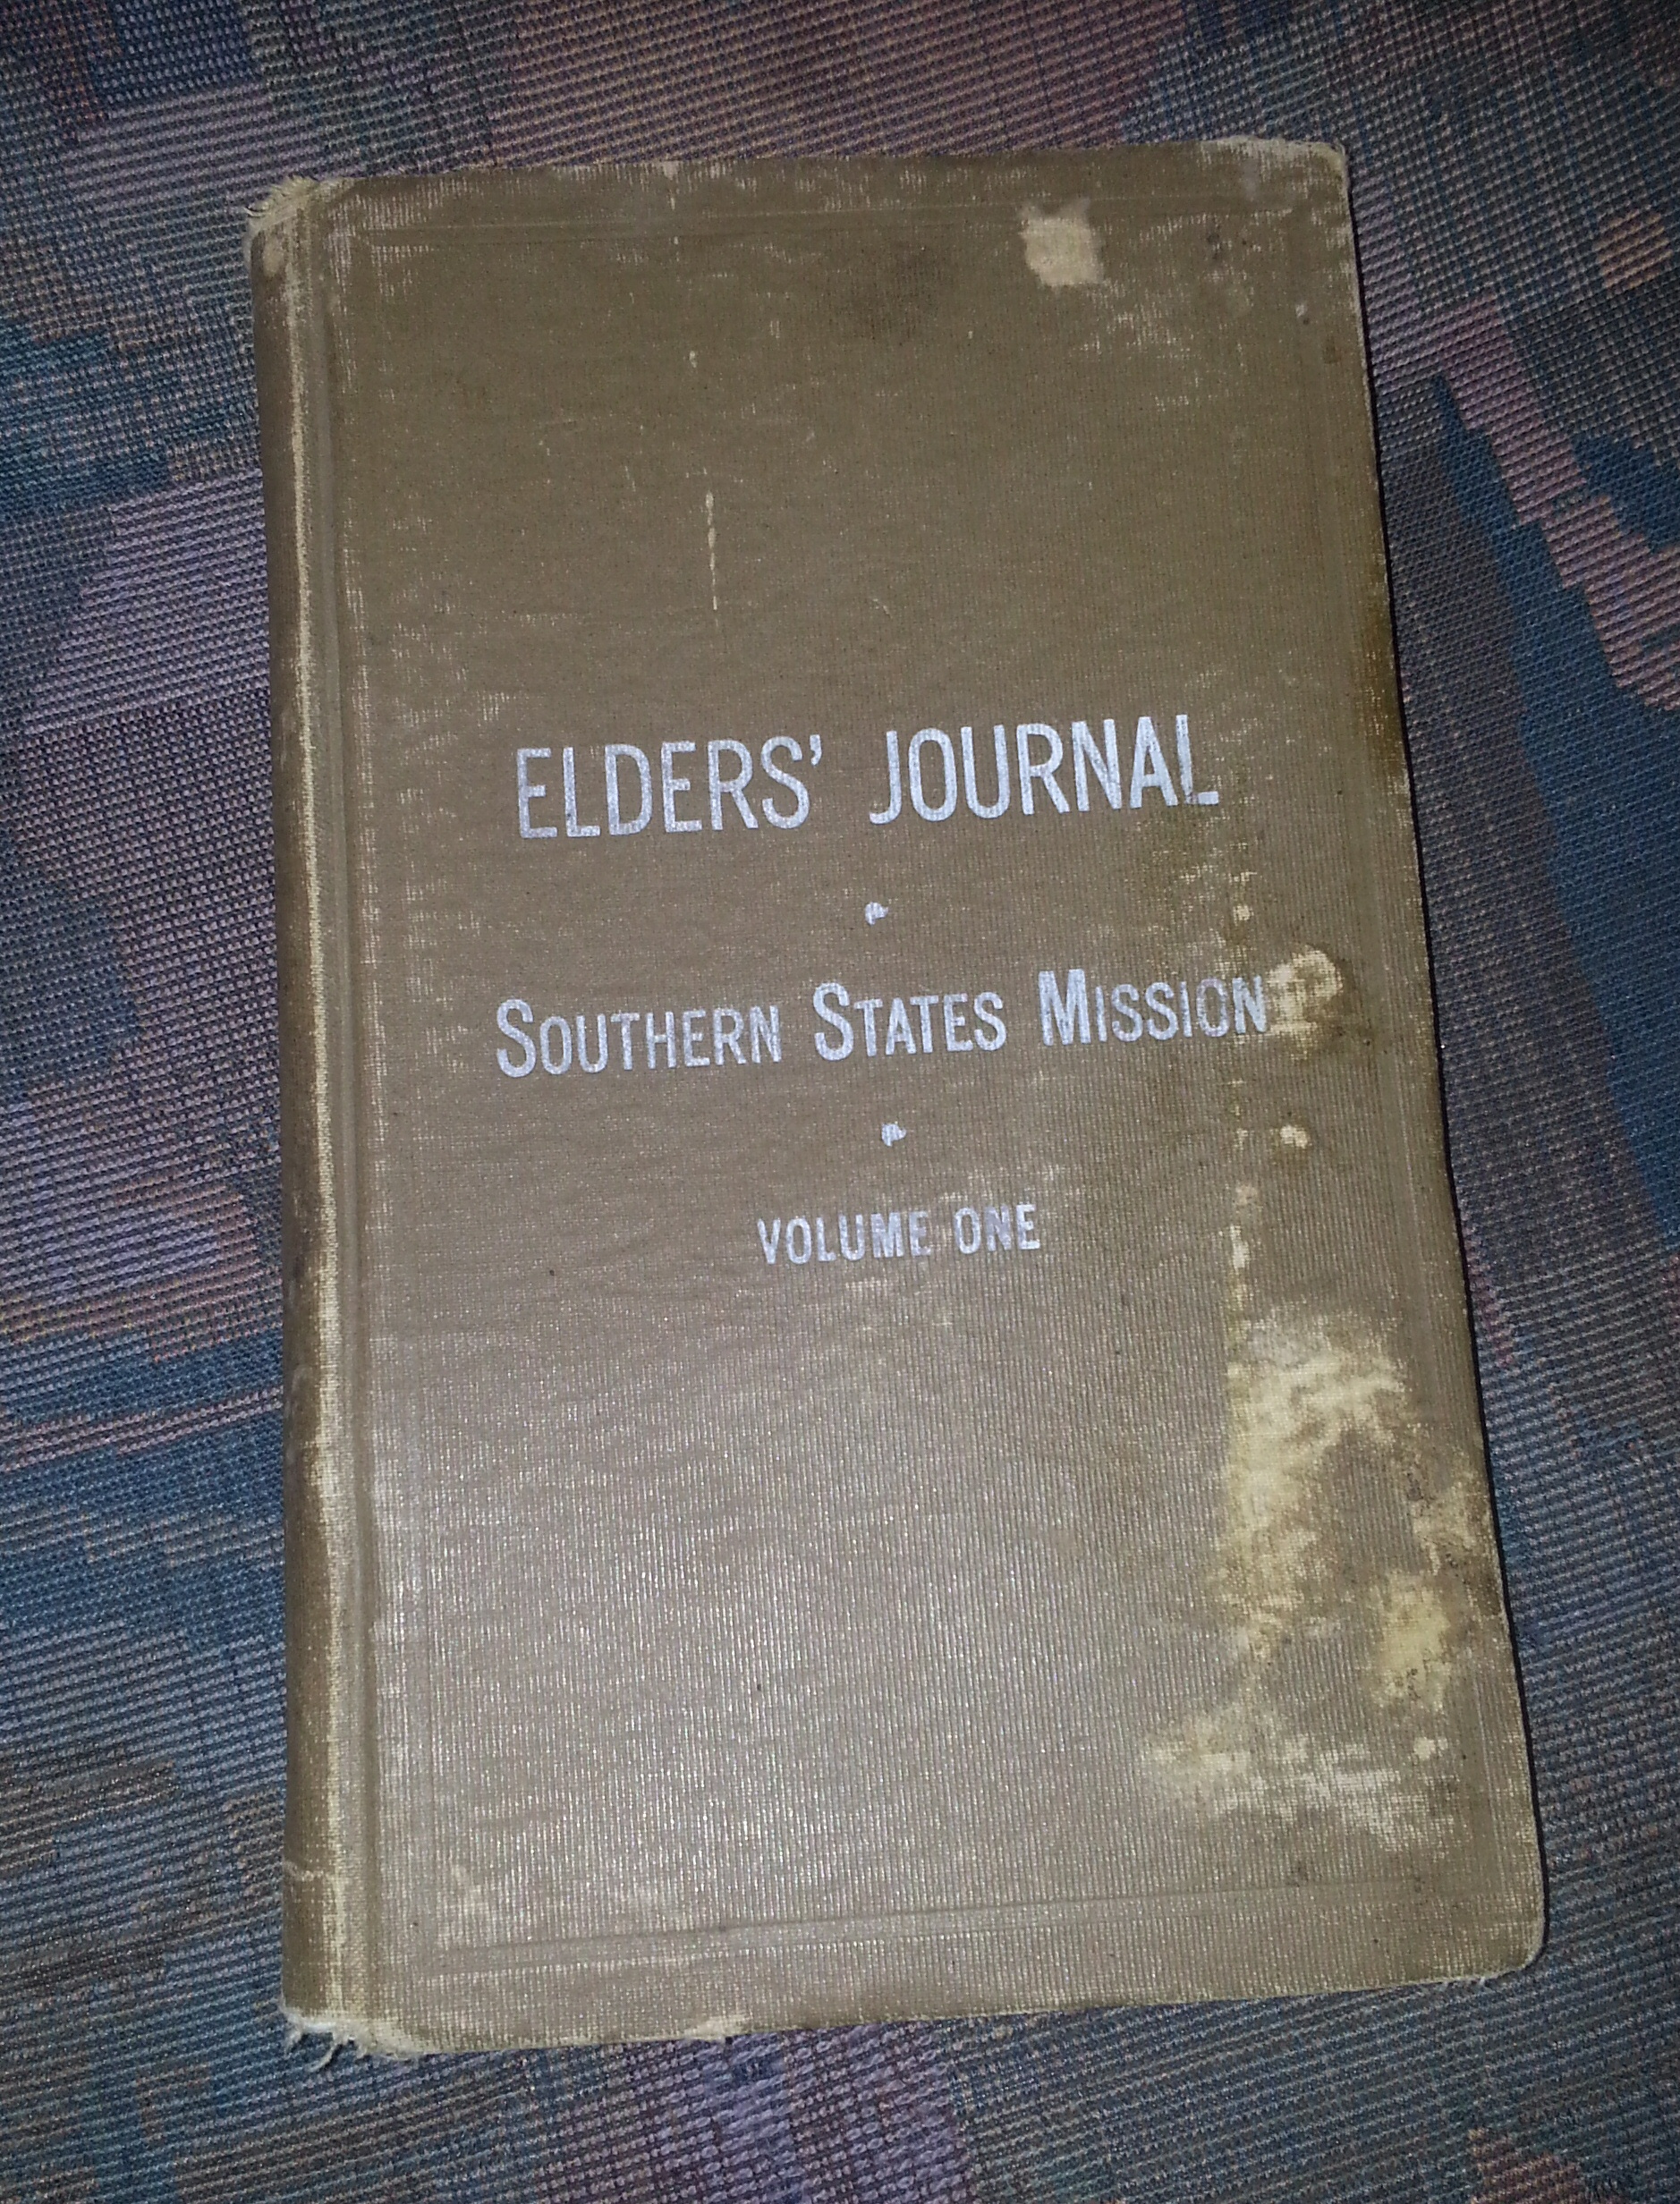 ELDERS' JOURNAL
SOUTHERN STATES MISSION
VOLUME ONE